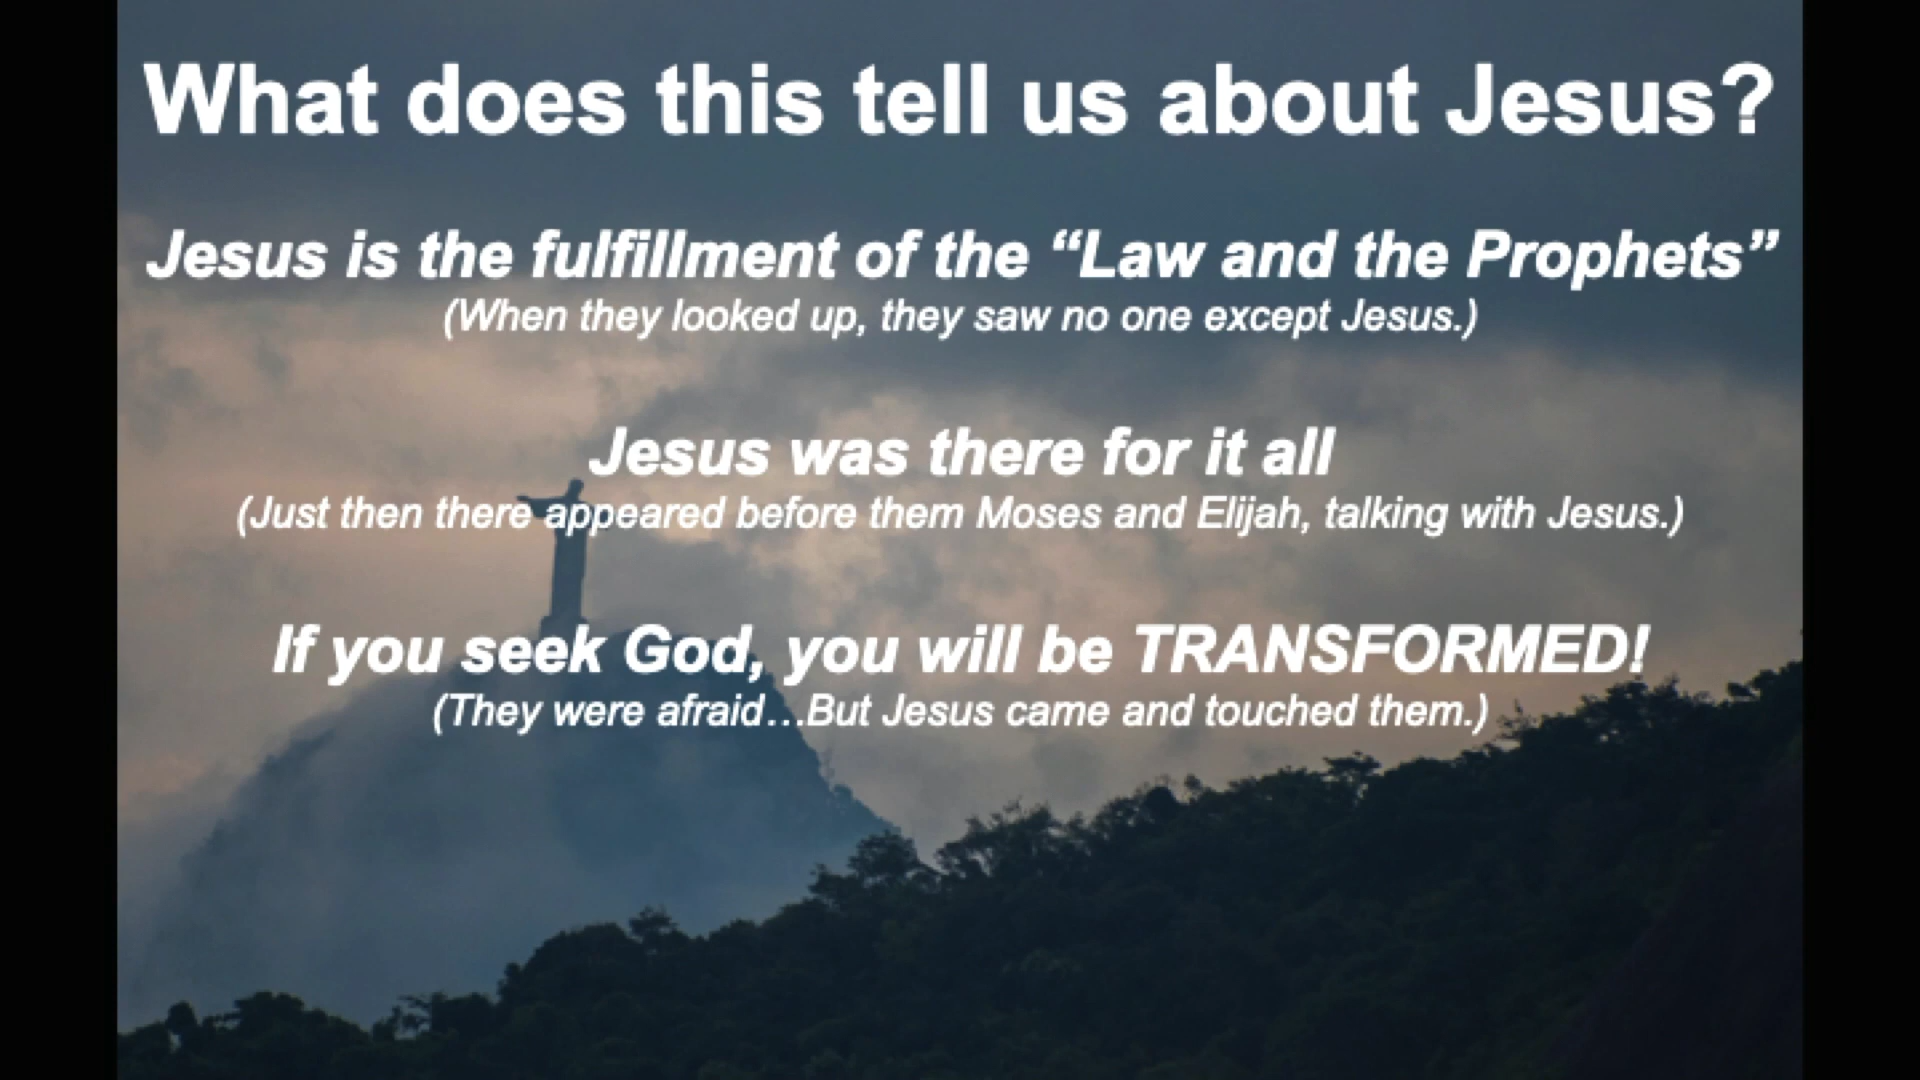 What does this tell us about Jesus?
Jesus is the fulfillment of the “Law and the Prophets”
(When they looked up, they saw no one except Jesus.)
Jesus was there for it all
(Just then there appeared before them Moses and Elijah, talking with Jesus.)
If you seek God, you will be TRANSFORMED!
(They were afraid…But Jesus came and touched them.)